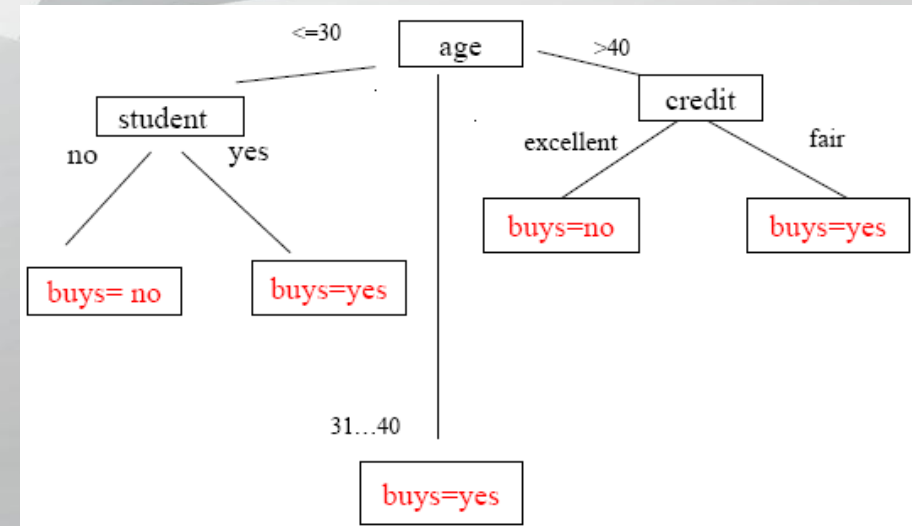 <=30
age
>40
student
credit
no
yes
excellent
fair
buys=no
buys=yes
buys= no
buys=yes
31...40
buys=yes